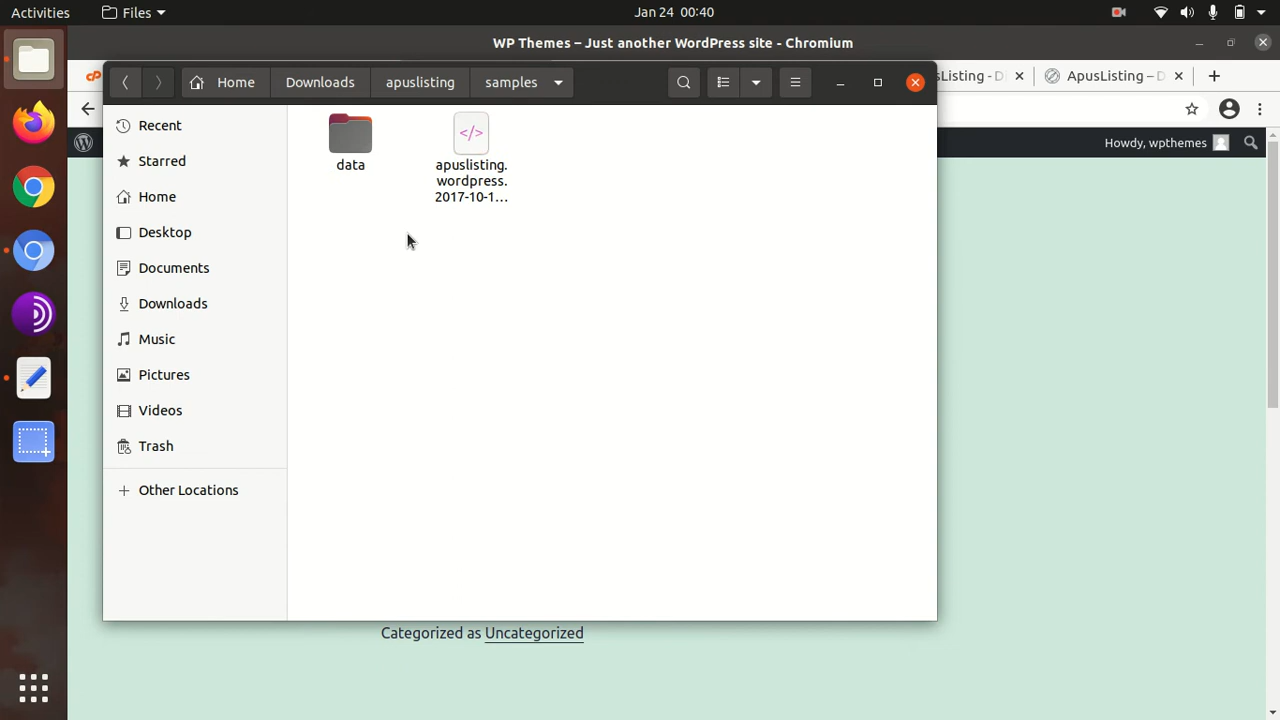 Activities
Files
Jan 24 00:40
WP Themes – Just another WordPress site - Chromium
Home
Downloads
apuslisting
samples
sListing - D
ApusListing – D
Howdy, wpthemes
Recent
Starred
Home
Desktop
Documents
Downloads
Music
Pictures
Videos
Trash
Other Locations
data
apuslisting.
wordpress.
2017-10-1...
Categorized as Uncategorized